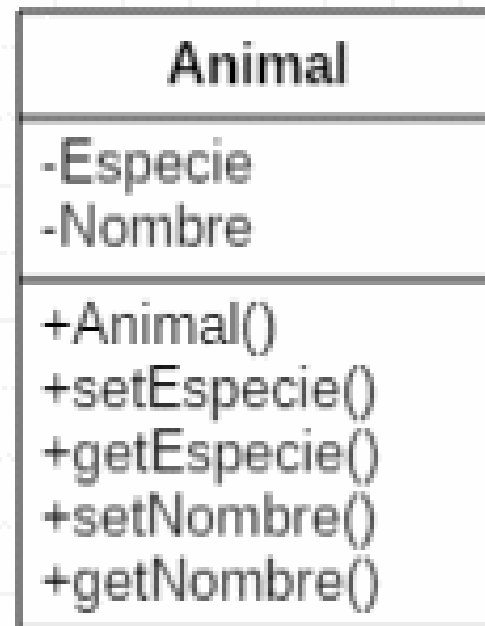 Animal
-Especie
-Nombre
+Animal()
+setEspecie()
+getEspecie()
+setNombre()
+getNombre()